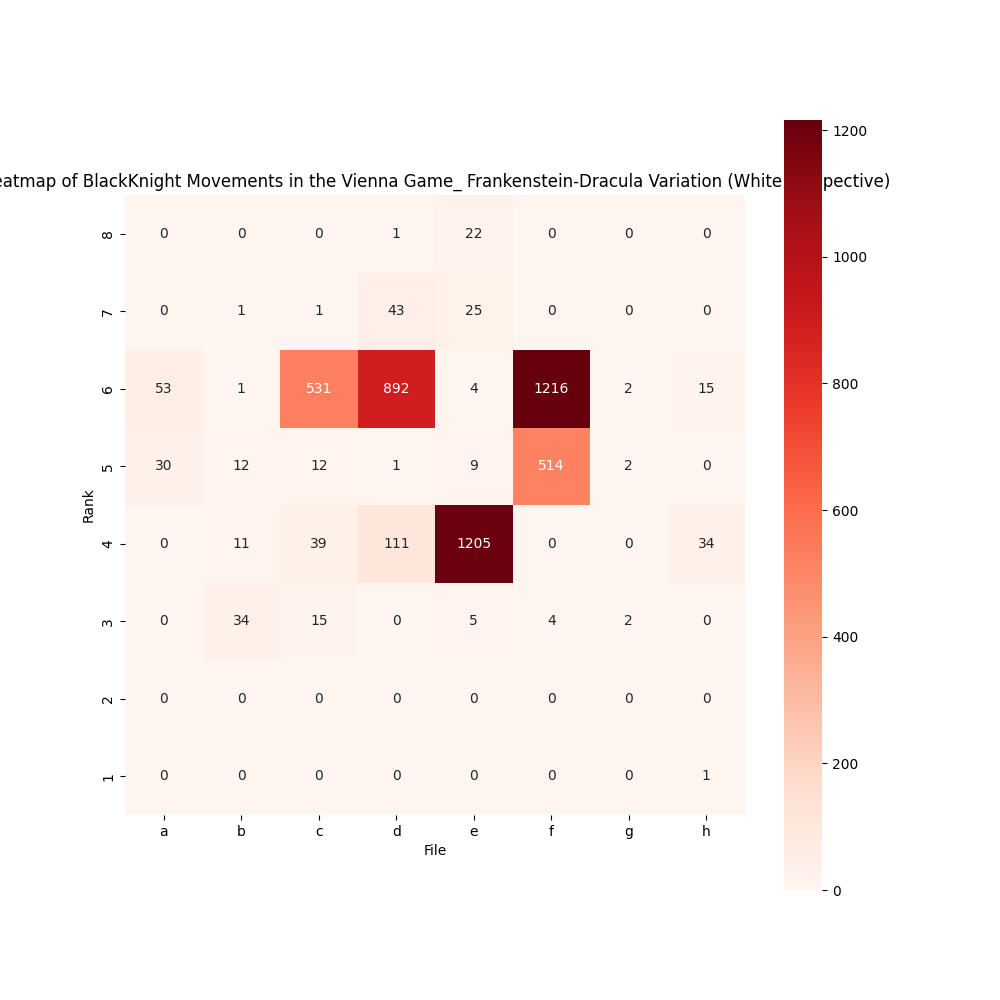 eatmap of BlackKnight Movements in the Vienna Game_ Frankenstein-Dracula Variation (White pective)
8 0 0 0 1 22 0 0 0
7 0 1 1 43 25 0 0 0
6 53 1 531 892 4 1216 2 15
5 30 12 12 1 9 514 2 0
4 0 11 39 111 1205 0 0 34
3 0 34 15 0 5 4 2 0
2 0 0 0 0 0 0 0 0
1 0 0 0 0 0 0 0 1
a b c d e f g h
File
Rank
1200
1000
800
600
400
200
0